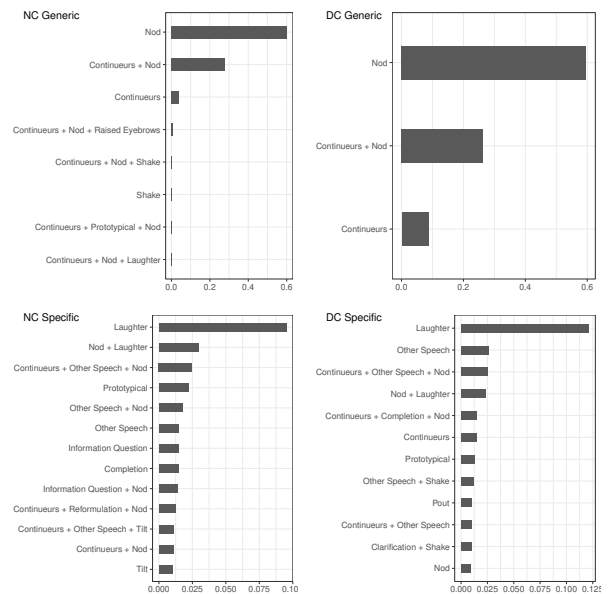 NC Generic
Nod
Continueurs + Nod
Continueurs
Continueurs + Nod + Raised Eyebrows
Continueurs + Nod + Shake
Shake
Continueurs + Prototypical + Nod
Continueurs + Nod + Laughter
0.0 0.2 0.4 0.6
DC Generic
Nod
Continueurs + Nod
Continueurs
0.0 0.2 0.4 0.6
NC Specific
Laughter
Nod + Laughter
Continueurs + Other Speech + Nod
Prototypical
Other Speech + Nod
Other Speech
Information Question
Completion
Information Question + Nod
Continueurs + Reformulation + Nod
Continueurs + Other Speech + Tilt
Continueurs + Nod
Tilt
0.000 0.025 0.050 0.075 0.10
DC Specific
Laughter
Other Speech
Continueurs + Other Speech + Nod
Nod + Laughter
Continueurs + Completion + Nod
Continueurs
Prototypical
Other Speech + Shake
Pout
Continueurs + Other Speech
Clarification + Shake
Nod
0.000 0.025 0.050 0.075 0.100 0.125